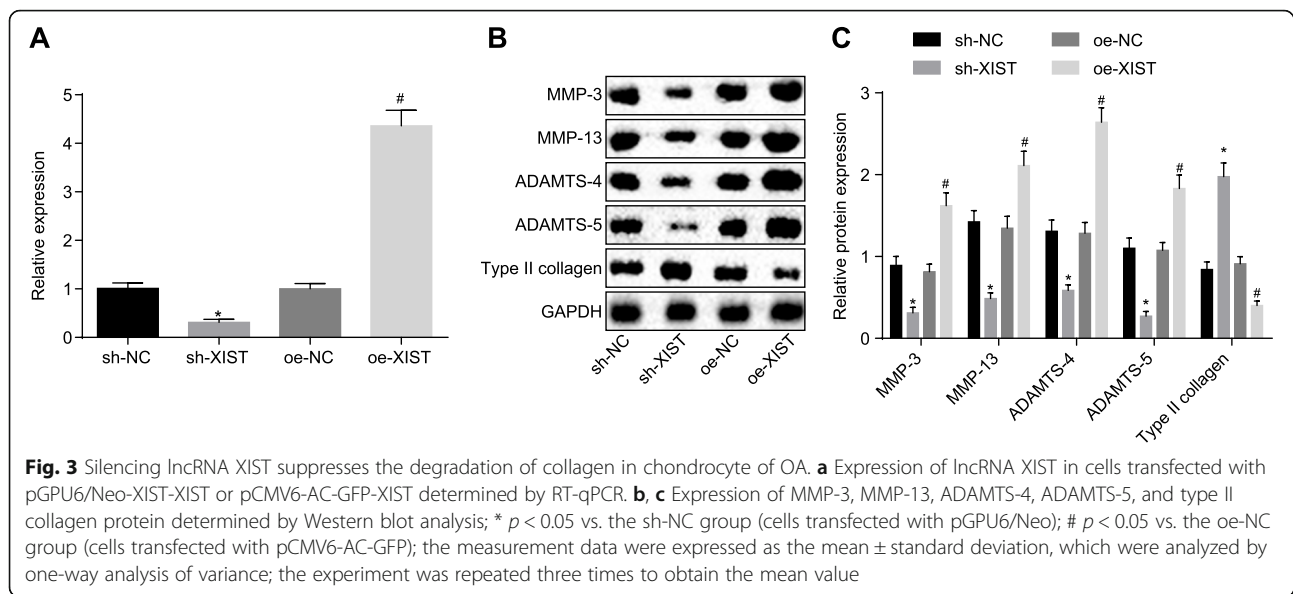 A
Relative expression
5
4
3
2
1
0
#
*
sh-NC sh-XIST oe-NC oe-XIST
B
MMP-3
MMP-13
ADAMTS-4
ADAMTS-5
Type II collagen
GAPDH
sh-NC sh-XIST oe-NC oe-XIST
C
sh-NC oe-NC
sh-XIST oe-XIST
Relative protein expression
3
2
1
0
* # * # * # * # * #
MMP-3 MMP-13 ADAMTS-4 ADAMTS-5 Type II collagen
Fig. 3 Silencing lncRNA XIST suppresses the degradation of collagen in chondrocyte of OA. a Expression of lncRNA XIST in cells transfected with
pGPU6/Neo-XIST-XIST or pCMV6-AC-GFP-XIST determined by RT-qPCR. b, c Expression of MMP-3, MMP-13, ADAMTS-4, ADAMTS-5, and type II
collagen protein determined by Western blot analysis; * p < 0.05 vs. the sh-NC group (cells transfected with pGPU6/Neo); # p < 0.05 vs. the oe-NC
group (cells transfected with pCMV6-AC-GFP); the measurement data were expressed as the mean ± standard deviation, which were analyzed by
one-way analysis of variance; the experiment was repeated three times to obtain the mean value